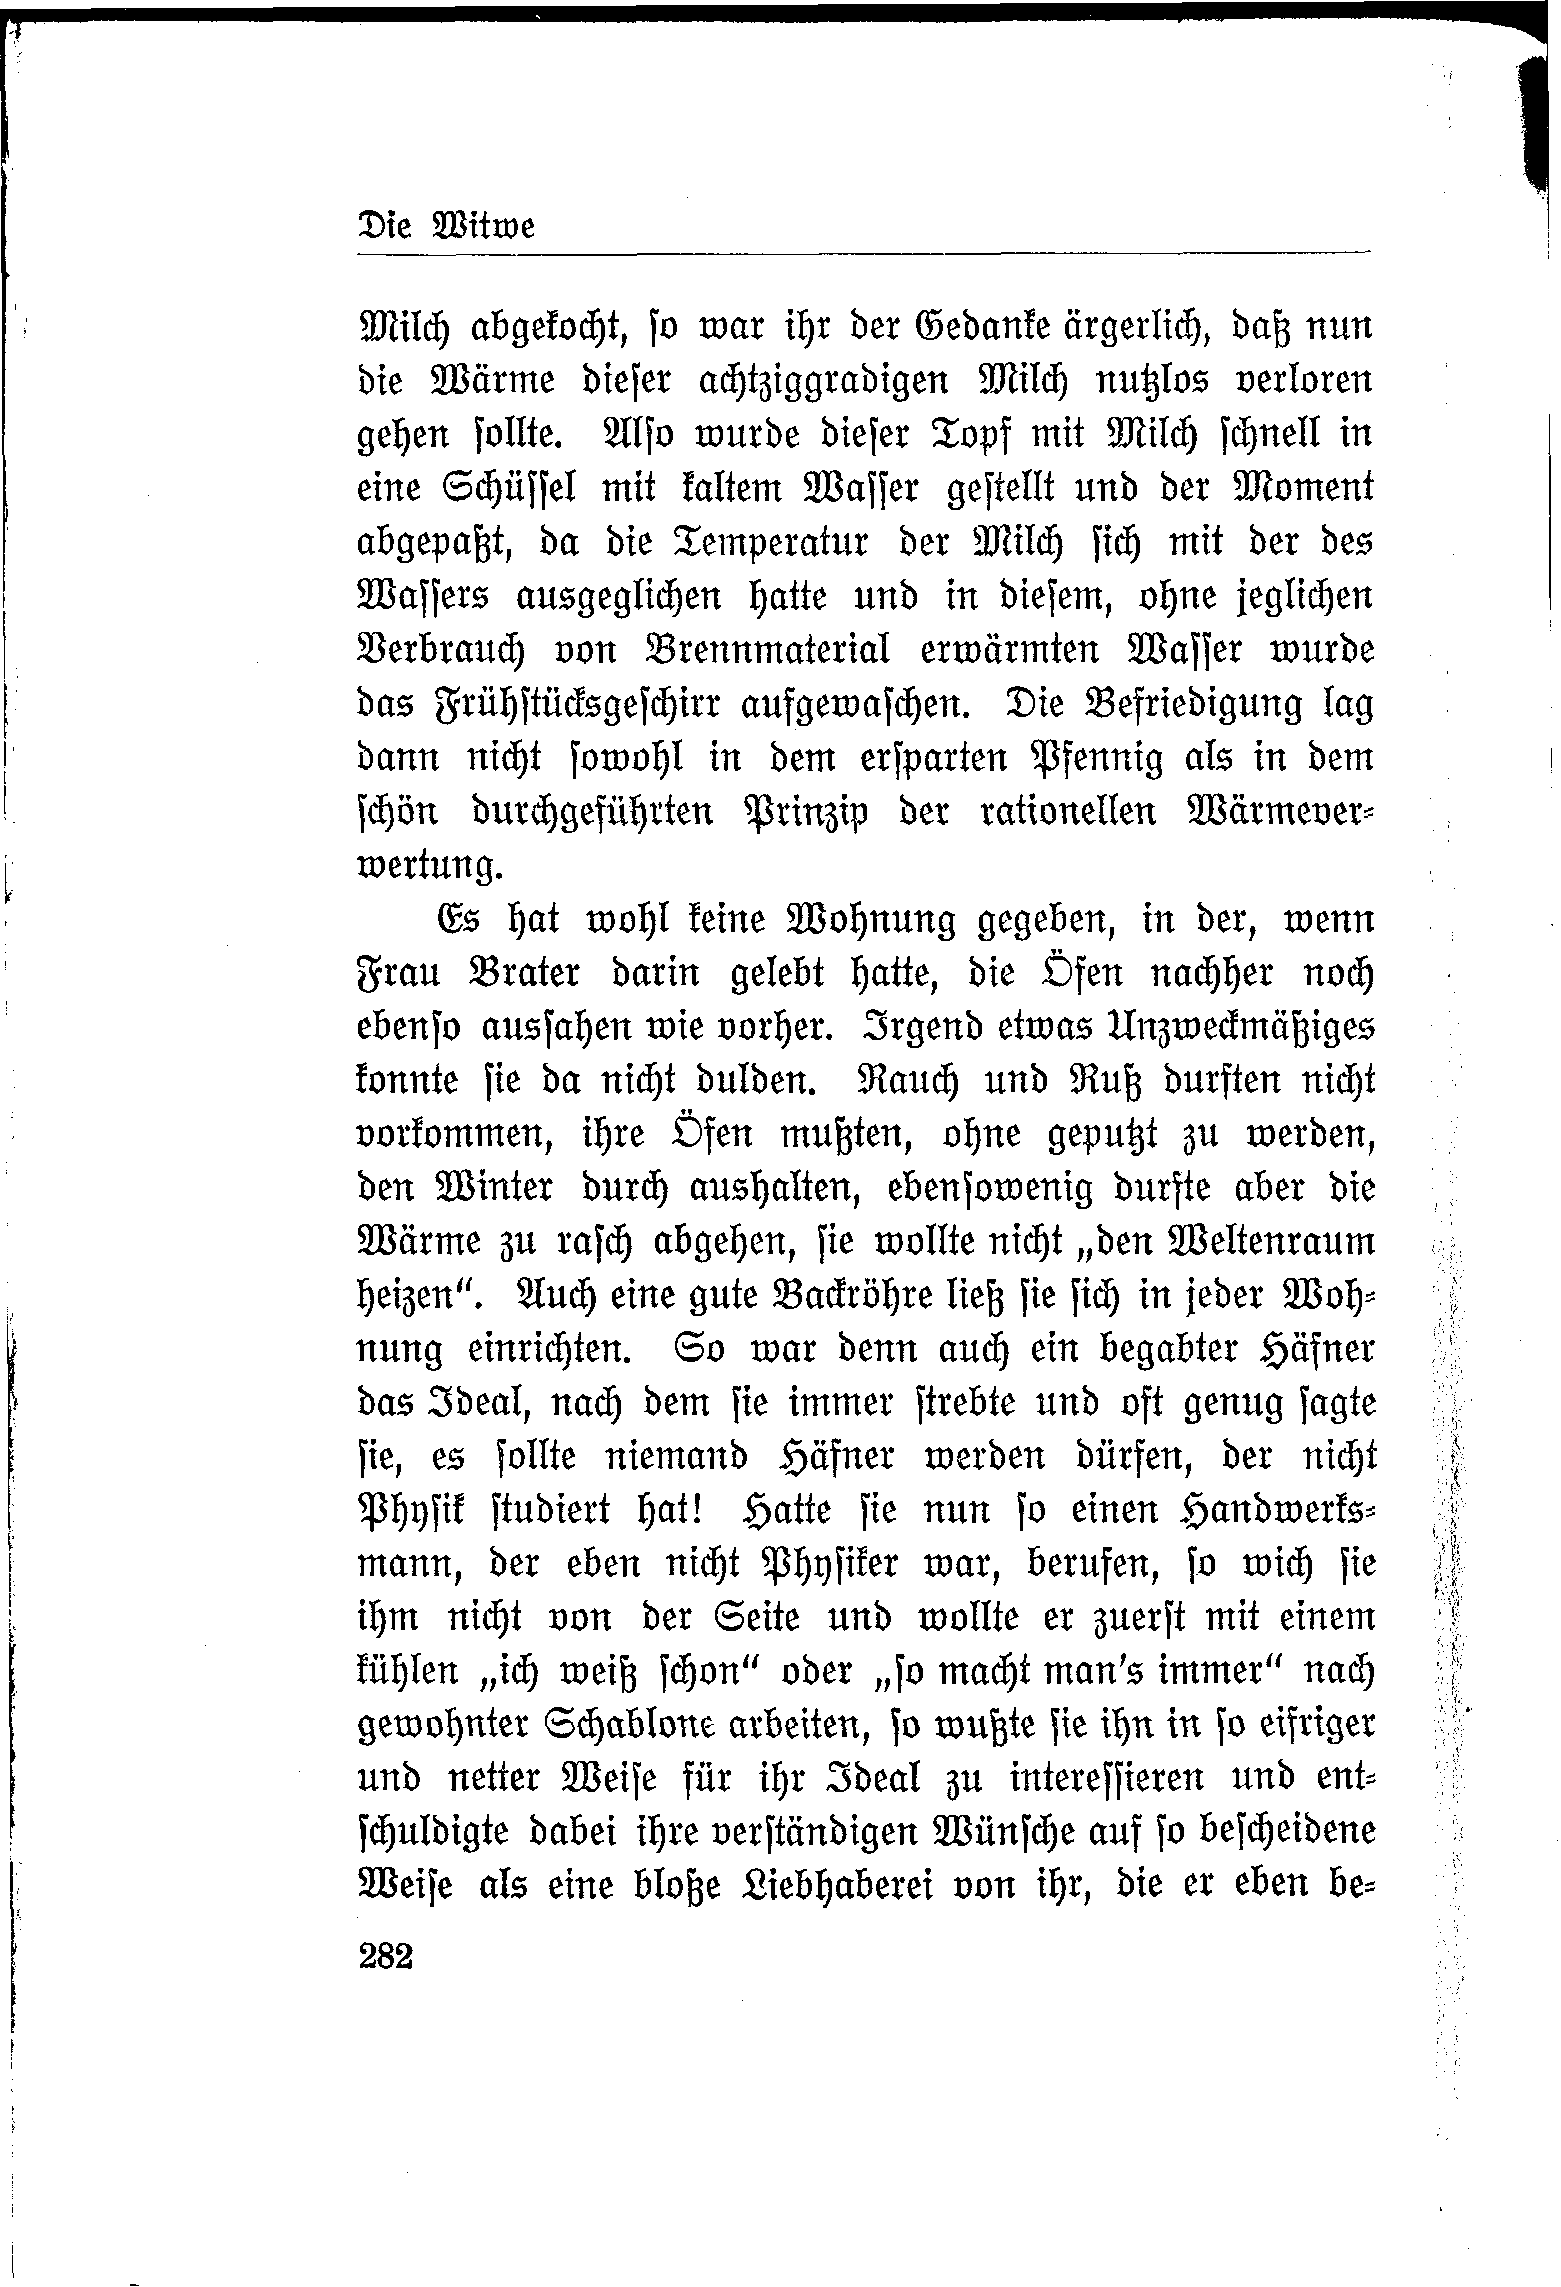 Die Witwe
Milch abgekocht, so war ihr der Gedanke ärgerlich, daß nun
die Wärme dieser achtziggradigen Milch nutzlos verloren
gehen sollte. Also wurde dieser Topf mit Milch schnell in
eine Schüssel mit kaltem Wasser gestellt und der Moment
abgepaßt, da die Temperatur der Milch sich mit der des
Wassers ausgeglichen hatte und in diesem, ohne jeglichen
Verbrauch von Brennmaterial erwärmten Wasser wurde
das Frühstücksgeschirr aufgewaschen. Die Befriedigung lag
dann nicht sowohl in dem ersparten Pfennig als in dem
schön durchgeführten Prinzip der rationellen Wärmever-
wertung.
Es hat wohl keine Wohnung gegeben, in der, wenn
Frau Brater darin gelebt hatte, die Öfen nachher noch
ebenso aussahen wie vorher. Irgend etwas Unzweckmäßiges
konnte sie da nicht dulden. Rauch und Ruß durften nicht
vorkommen, ihre Öfen mußten, ohne geputzt zu werden,
den Winter durch aushalten, ebensowenig durfte aber die
Wärme zu rasch abgehen, sie wollte nicht „den Weltenraum
heizen“. Auch eine gute Backröhre ließ sie sich in jeder Woh-
nung einrichten. So war denn auch ein begabter Häfner
das Ideal, nach dem sie immer strebte und oft genug sagte
sie, es sollte niemand Häfner werden dürfen, der nicht
Physik studiert hat! Hatte sie nun so einen Handwerks-
mann, der eben nicht Physiker war, berufen, so wich sie
ihm nicht von der Seite und wollte er zuerst mit einem
kühlen „ich weiß schon“ oder „so macht man's immer“ nach
gewohnter Schablone arbeiten, so wußte sie ihn in so eifriger
und netter Weise für ihr Ideal zu interessieren und ent-
schuldigte dabei ihre verständigen Wünsche auf so bescheidene
Weise als eine bloße Liebhaberei von ihr, die er eben be-
282